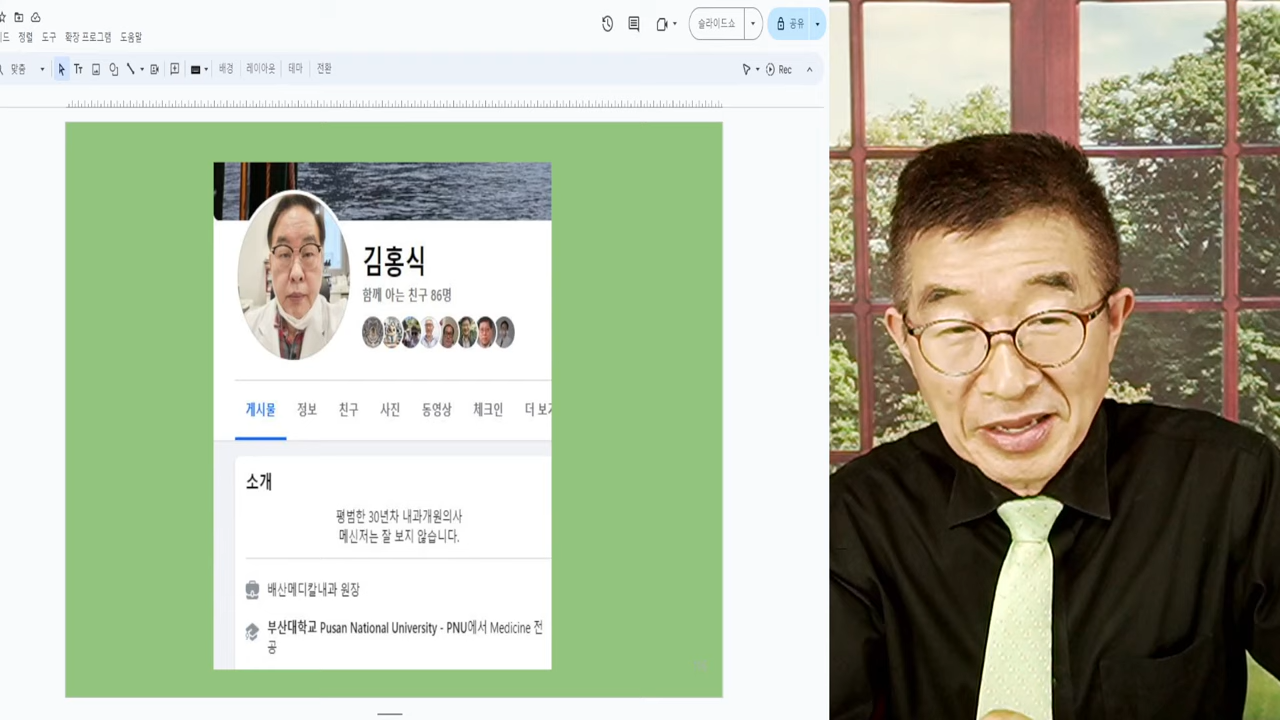 정렬 도구 확장 프로그램 도움말
슬라이드쇼
공유
맞춤
배경 레이아웃 테마 전환
Rec
김홍식
함께 아는 친구 86명
게시물 정보 친구 사진 동영상 체크인 더 보기
소개
평범한 30년차 내과개원의사
메신저는 잘 보지 않습니다.
배산메디칼내과 원장
부산대학교 Pusan National University - PNU에서 Medicine 전
공